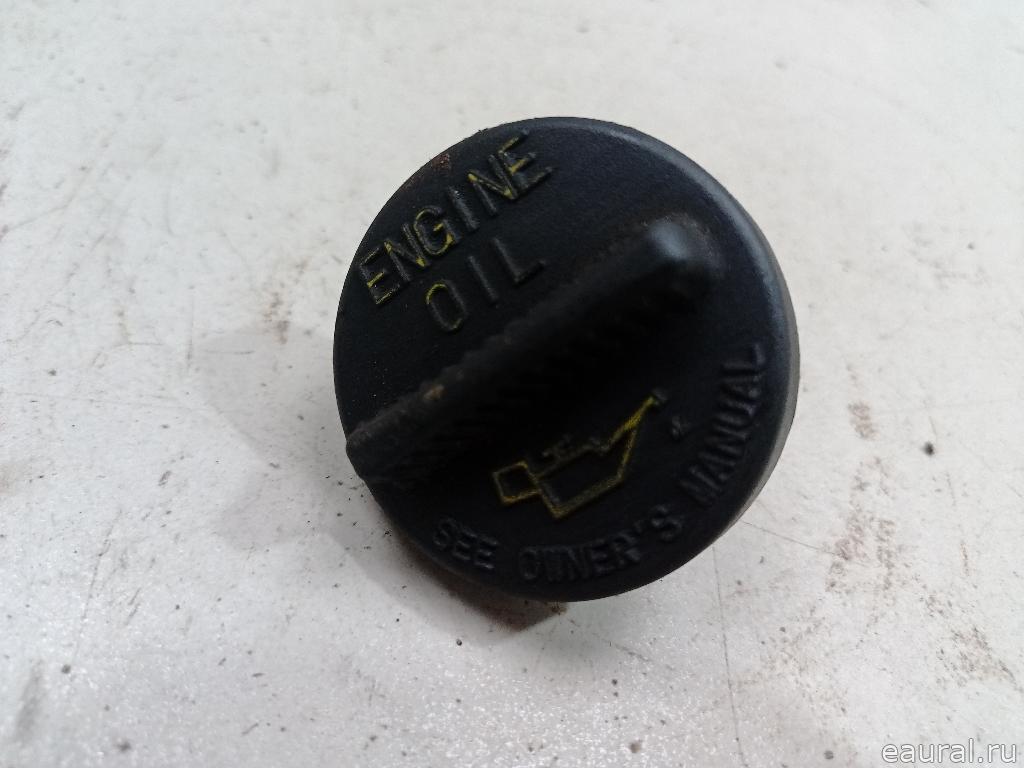 ENGINE
OIL
SEE OWNER'S MANUAL
eaural.ru